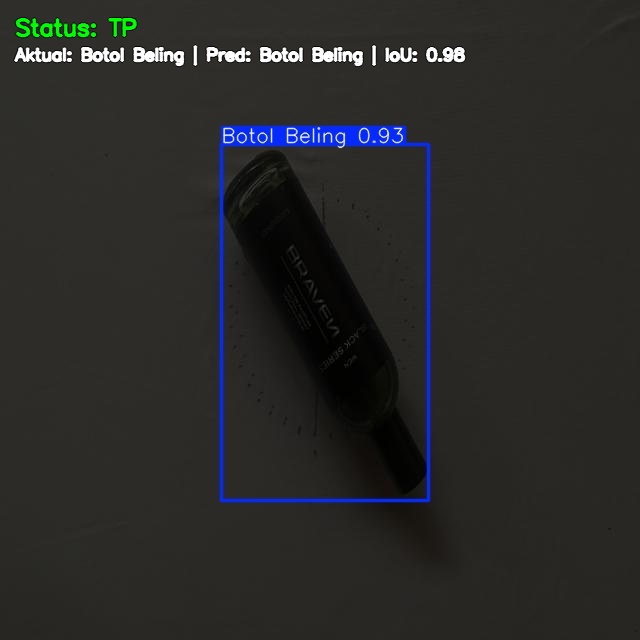 Status: TP
Aktual: Botol Beling | Pred: Botol Beling | IoU: 0.98
Botol Beling 0.93
BRAVEN
BLACK SERIES